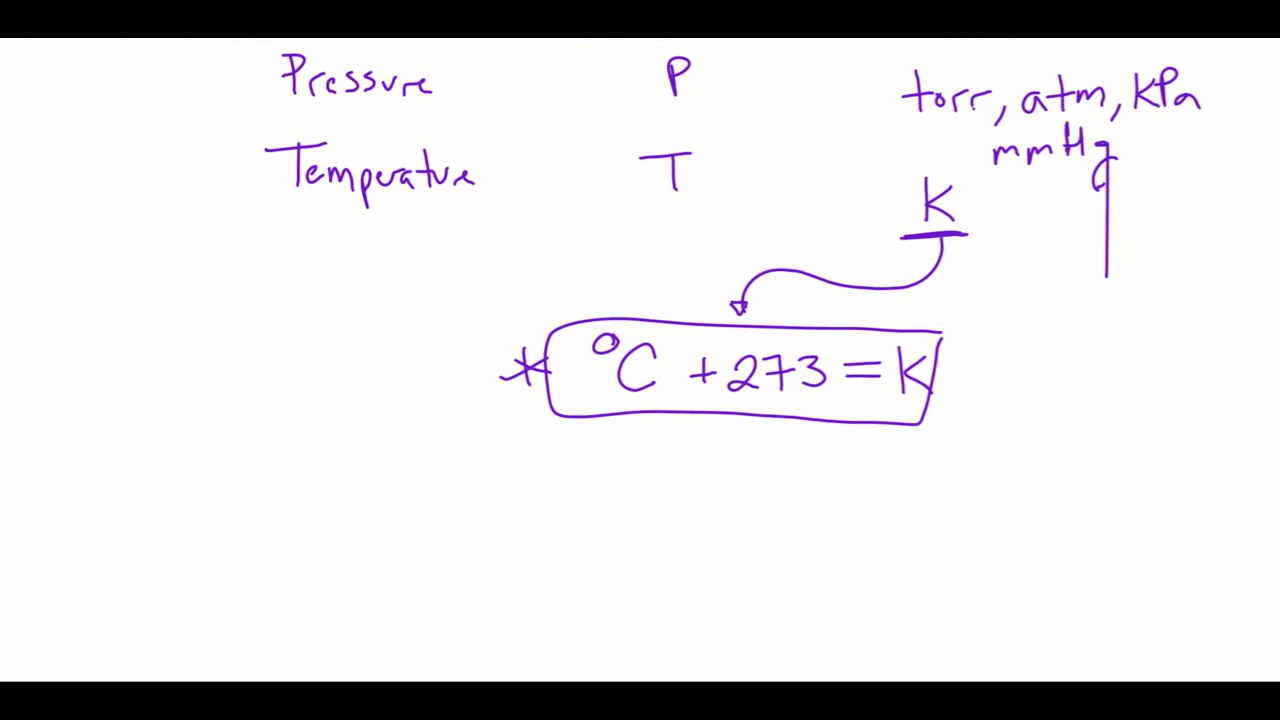 Pressure P torr, atm, KPa
mmHg
Temperature T K
* °C + 273 = K